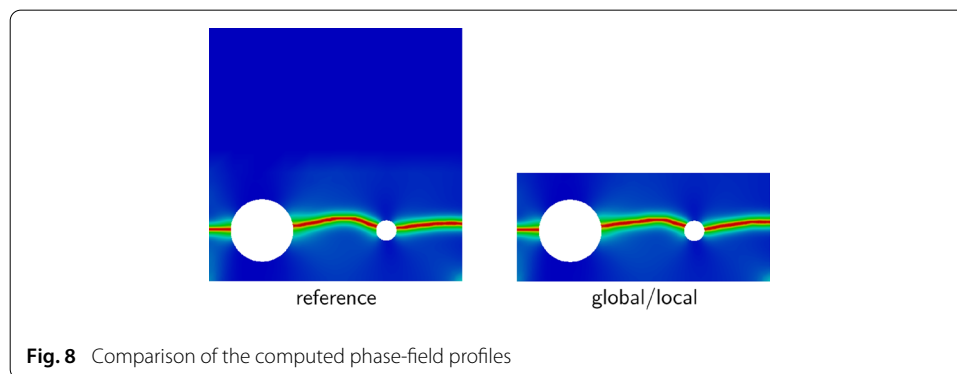 reference
global/local
Fig. 8 Comparison of the computed phase-field profiles